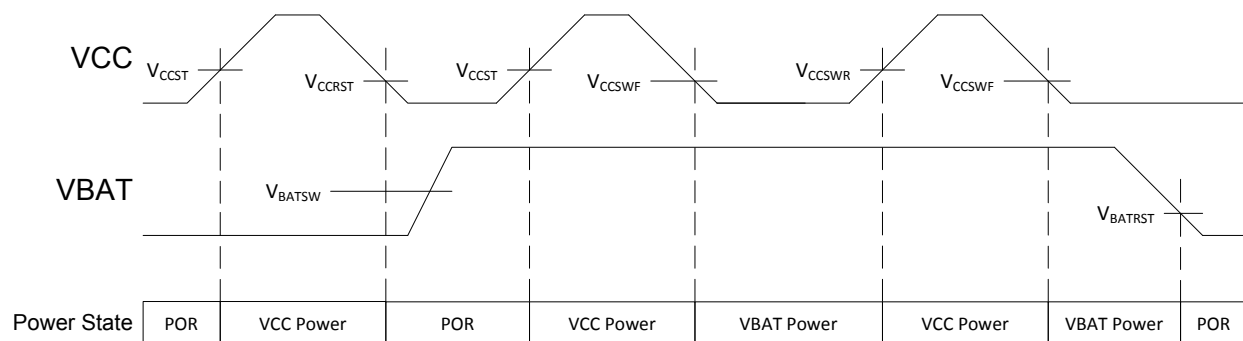 VCC
VCCST
VCCRST
VCCST
VCCSWF
VCCSWR
VCCSWF
VBAT
VBATSW
VBATRST
Power State POR VCC Power POR VCC Power VBAT Power VCC Power VBAT Power POR